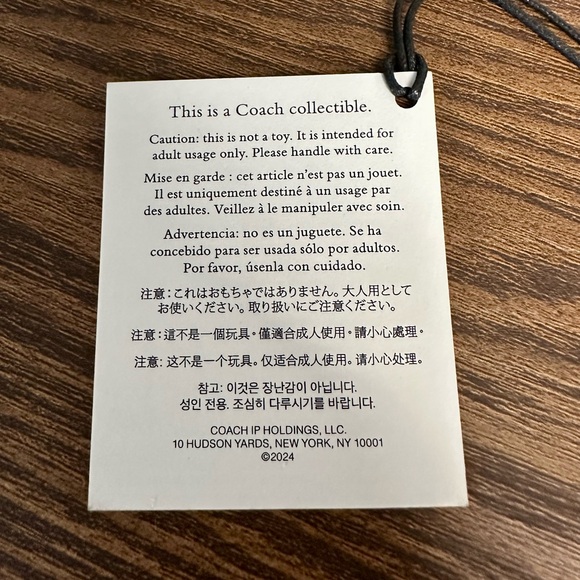 This is a Coach collectible.
Caution: this is not a toy. It is intended for
adult usage only. Please handle with care.
Mise en garde : cet article n'est pas un jouet.
Il est uniquement destiné à un usage par
des adultes. Veillez à le manipuler avec soin.
Advertencia: no es un juguete. Se ha
concebido para ser usada sólo por adultos.
Por favor, úsenla con cuidado.
注意：これはおもちゃではありません。大人用として
お使いください。取り扱いにご注意ください。
注意：這不是一個玩具。僅適合成人使用。請小心處理。
注意: 这不是一个玩具。仅适合成人使用。请小心处理。
참고: 이것은 장난감이 아닙니다.
성인 전용. 조심히 다루시기를 바랍니다.
COACH IP HOLDINGS, LLC.
10 HUDSON YARDS, NEW YORK, NY 10001
©2024